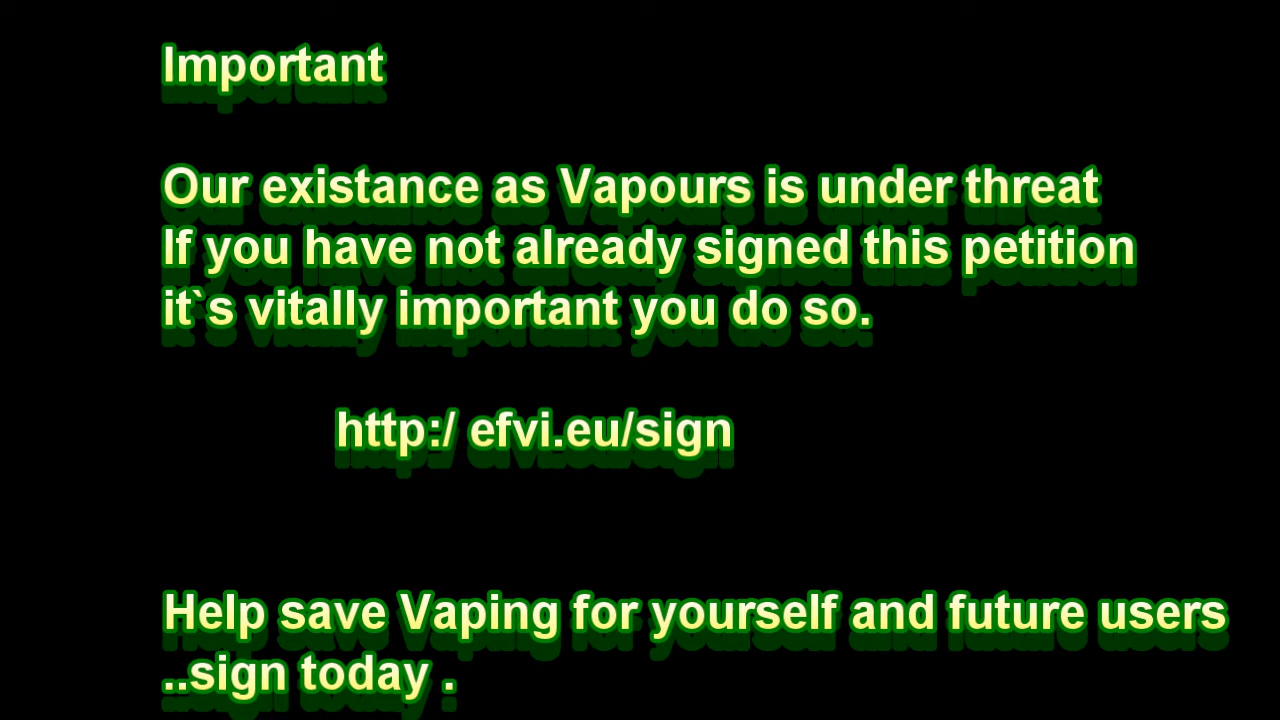 Important
Our existance as Vapours is under threat
If you have not already signed this petition
it`s vitally important you do so.
http:/ efvi.eu/sign
Help save Vaping for yourself and future users
..sign today .